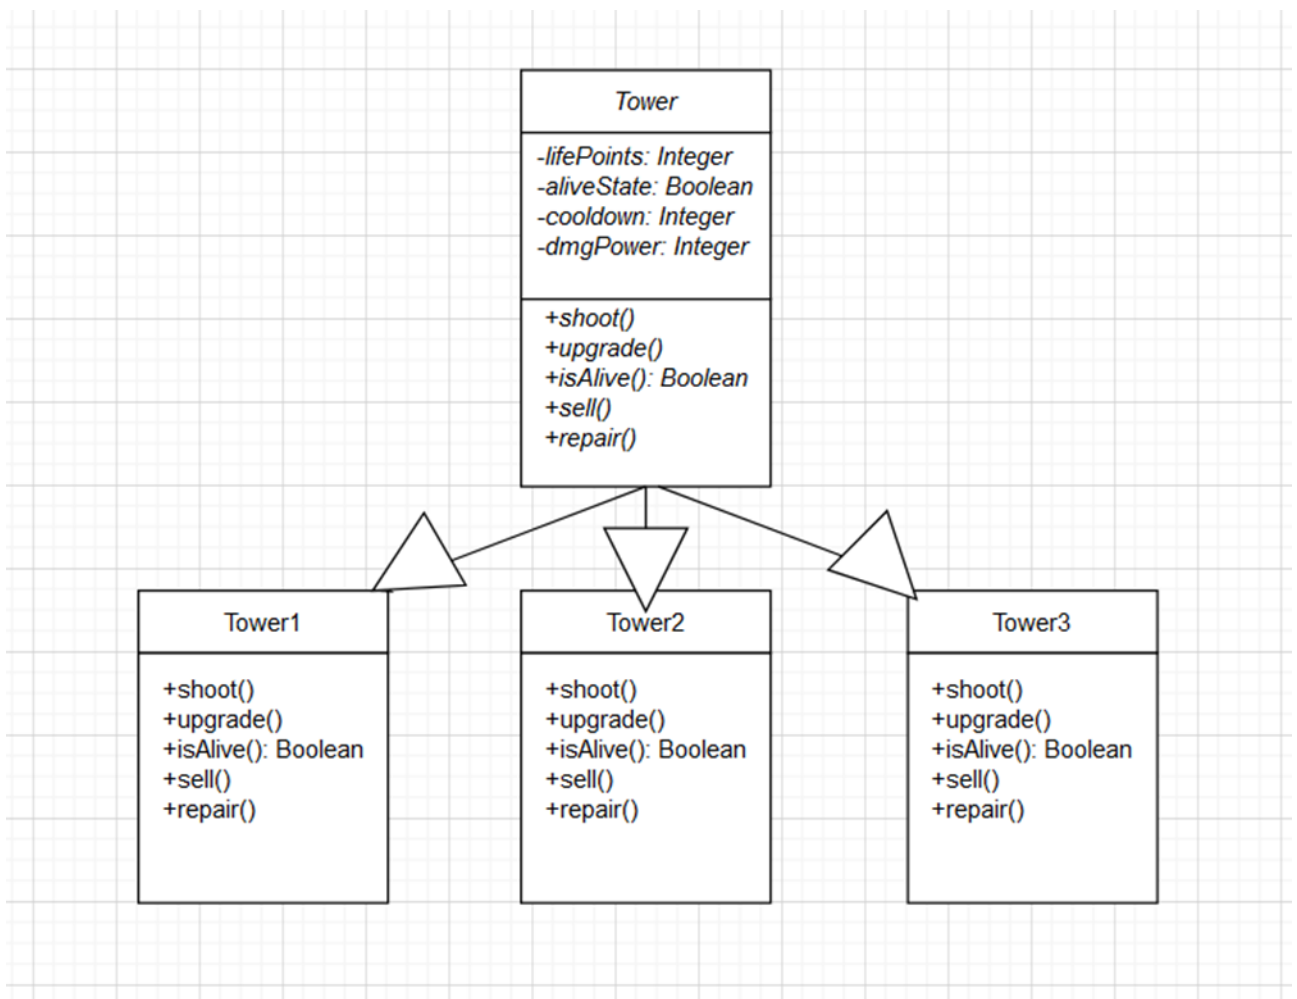 Tower
-lifePoints: Integer
-aliveState: Boolean
-cooldown: Integer
-dmgPower: Integer
+shoot()
+upgrade()
+isAlive(): Boolean
+sell()
+repair()
Tower1
+shoot()
+upgrade()
+isAlive(): Boolean
+sell()
+repair()
Tower2
+shoot()
+upgrade()
+isAlive(): Boolean
+sell()
+repair()
Tower3
+shoot()
+upgrade()
+isAlive(): Boolean
+sell()
+repair()